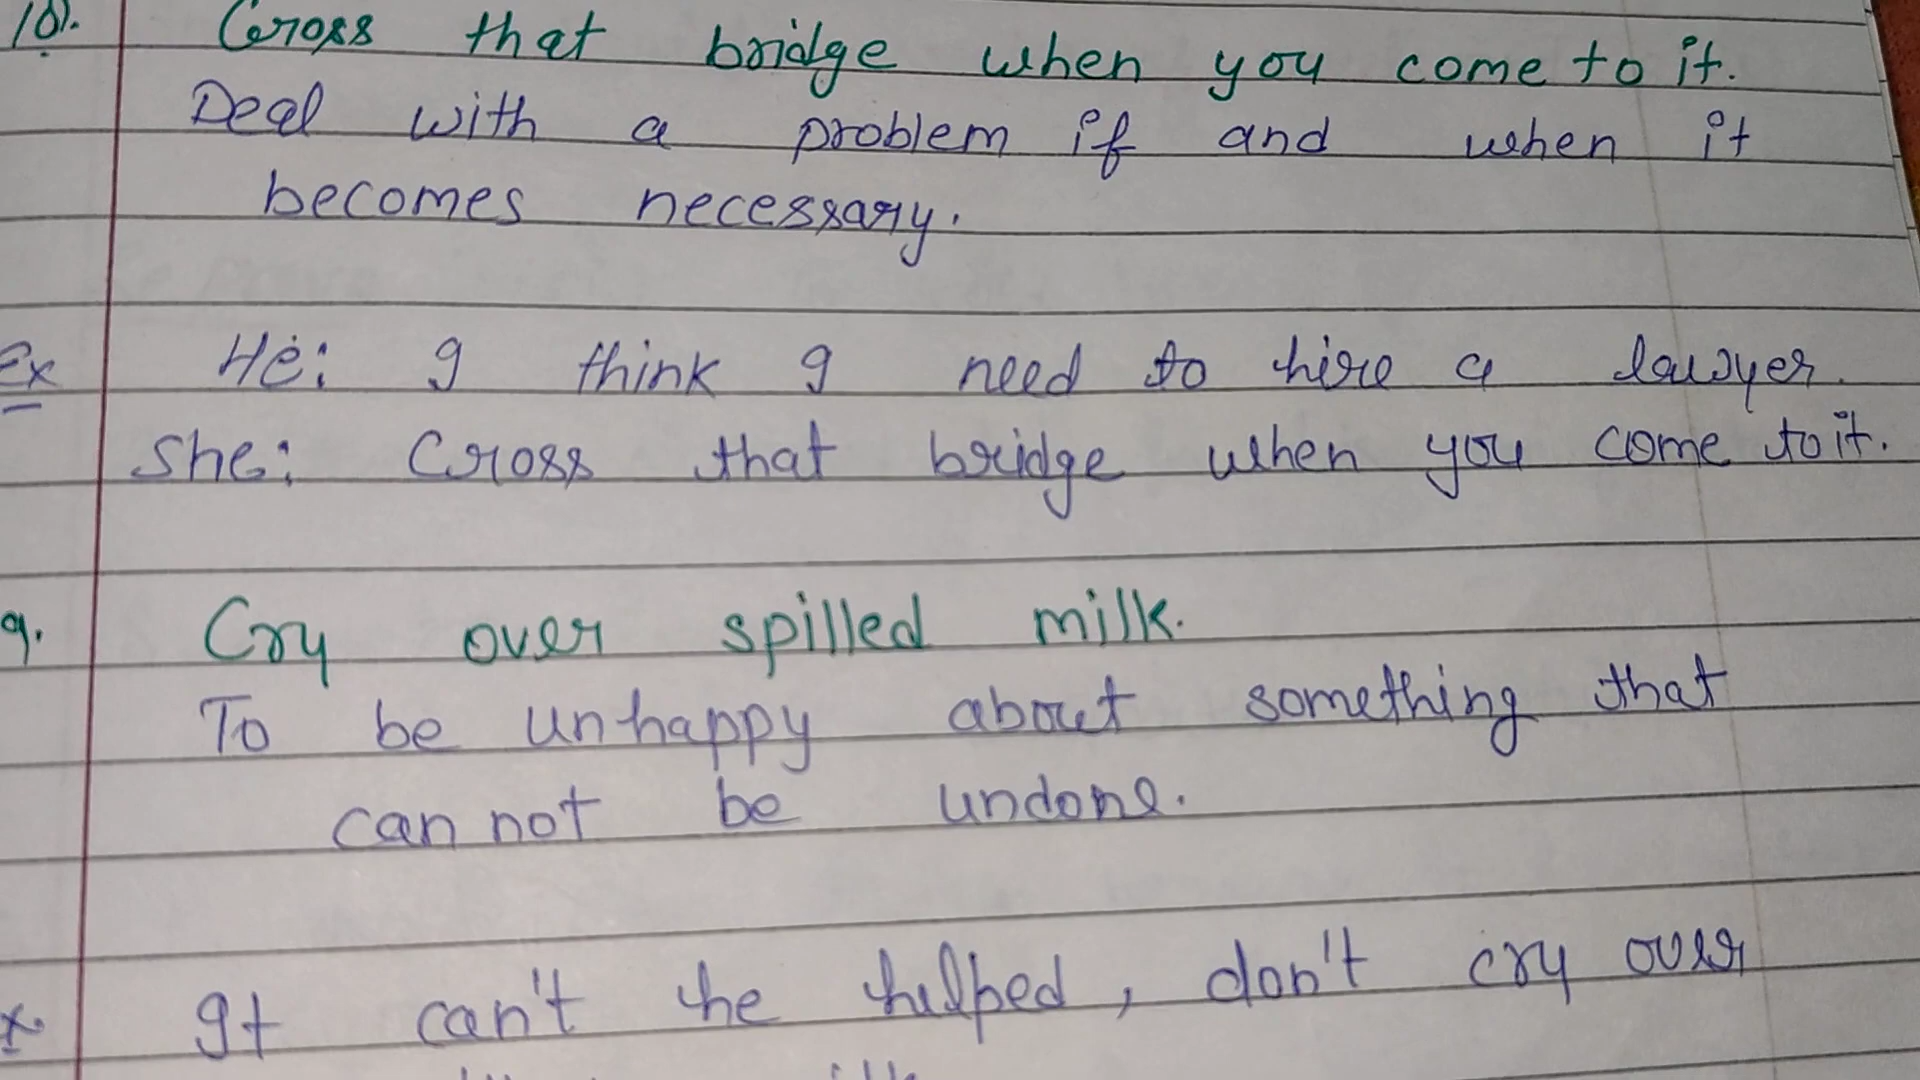 10. Cross that bridge when you come to it.
Deal with a problem if and when it
becomes necessary.
Ex He: I think I need to hire a lawyer.
She: Cross that bridge when you come to it.
9. Cry over spilled milk.
To be unhappy about something that
can not be undone.
It can't be helped, don't cry over